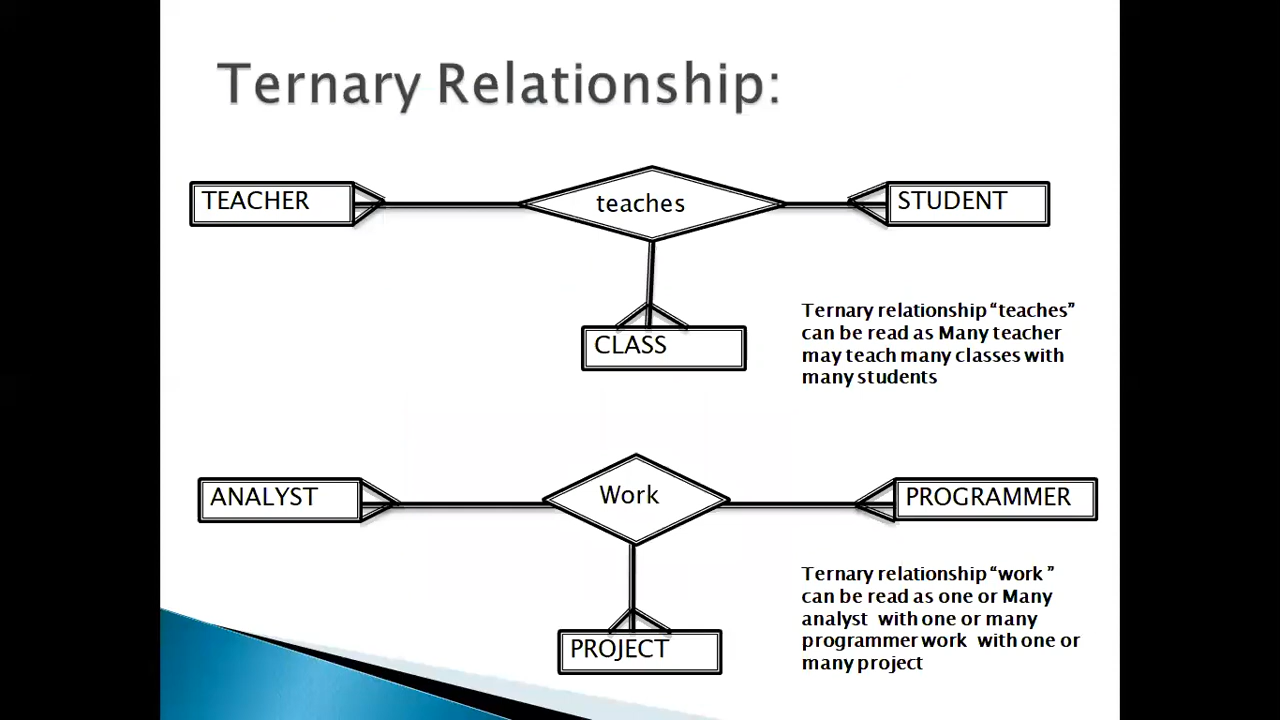 Ternary Relationship:
TEACHER
teaches
STUDENT
CLASS
Ternary relationship “teaches”
can be read as Many teacher
may teach many classes with
many students
ANALYST
Work
PROGRAMMER
PROJECT
Ternary relationship “work ”
can be read as one or Many
analyst  with one or many
programmer work  with one or
many project